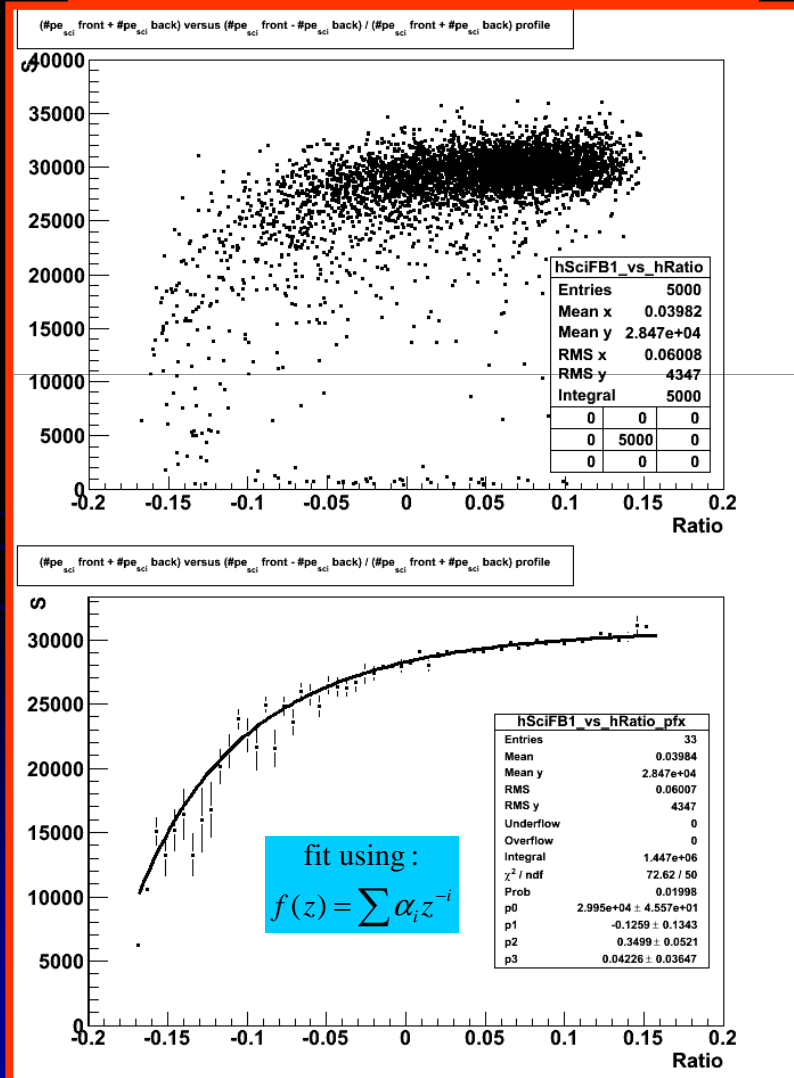 (#pe sci front + #pe sci back) versus (#pe sci front - #pe sci back) / (#pe sci front + #pe sci back) profile
S
40000
35000
30000
25000
20000
15000
10000
5000
0
-0.2 -0.15 -0.1 -0.05 0 0.05 0.1 0.15 0.2
Ratio
hSciFB1_vs_hRatio
Entries 5000
Mean x 0.03982
Mean y 2.847e+04
RMS x 0.06008
RMS y 4347
Integral 5000
0 0 0
0 5000 0
0 0 0
(#pe sci front + #pe sci back) versus (#pe sci front - #pe sci back) / (#pe sci front + #pe sci back) profile
S
30000
25000
20000
15000
10000
5000
0
-0.2 -0.15 -0.1 -0.05 0 0.05 0.1 0.15 0.2
Ratio
hSciFB1_vs_hRatio_pfx
Entries 33
Mean 0.03984
Mean y 2.847e+04
RMS 0.06007
RMS y 4347
Underflow 0
Overflow 0
Integral 1.447e+06
χ² / ndf 72.62 / 50
Prob 0.01998
p0 2.995e+04 ± 4.557e+01
p1 -0.1259 ± 0.1343
p2 0.3499 ± 0.0521
p3 0.04226 ± 0.03647
fit using :
f(z) = ∑ αᵢ z⁻ⁱ